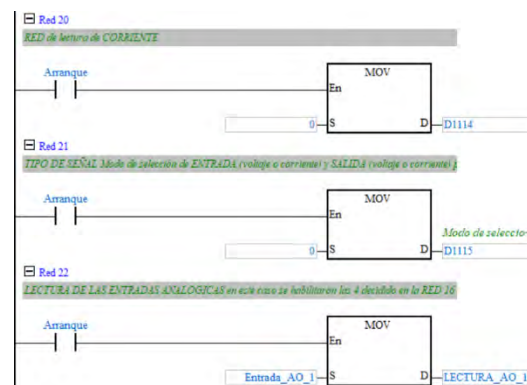 Red 20
RED de lectura de CORRIENTE
Arranque
MOV
En
0 S D D1114
Red 21
TIPO DE SEÑAL Modo de selección de ENTRADA (voltaje o corriente) y SALIDA (voltaje o corriente) p
Arranque
MOV
En
Modo de seleccio
0 S D D1115
Red 22
LECTURA DE LAS ENTRADAS ANALOGICAS en este caso se habilitaron las 4 decidido en la RED 16
Arranque
MOV
En
Entrada_AO_1 S D LECTURA_AO_1